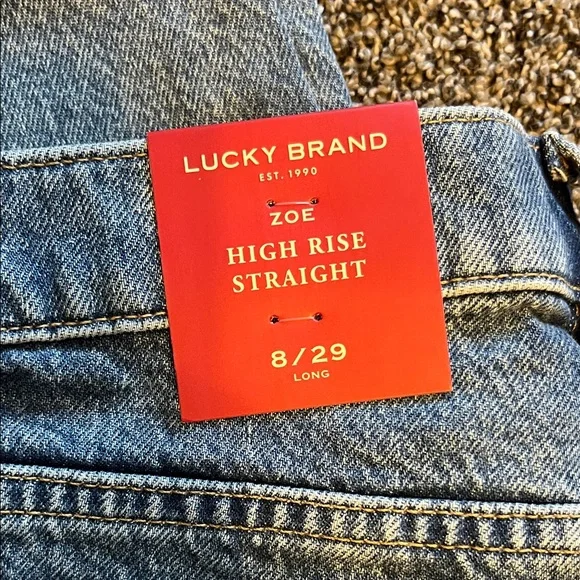 LUCKY BRAND
EST. 1990
ZOE
HIGH RISE
STRAIGHT
8/29
LONG